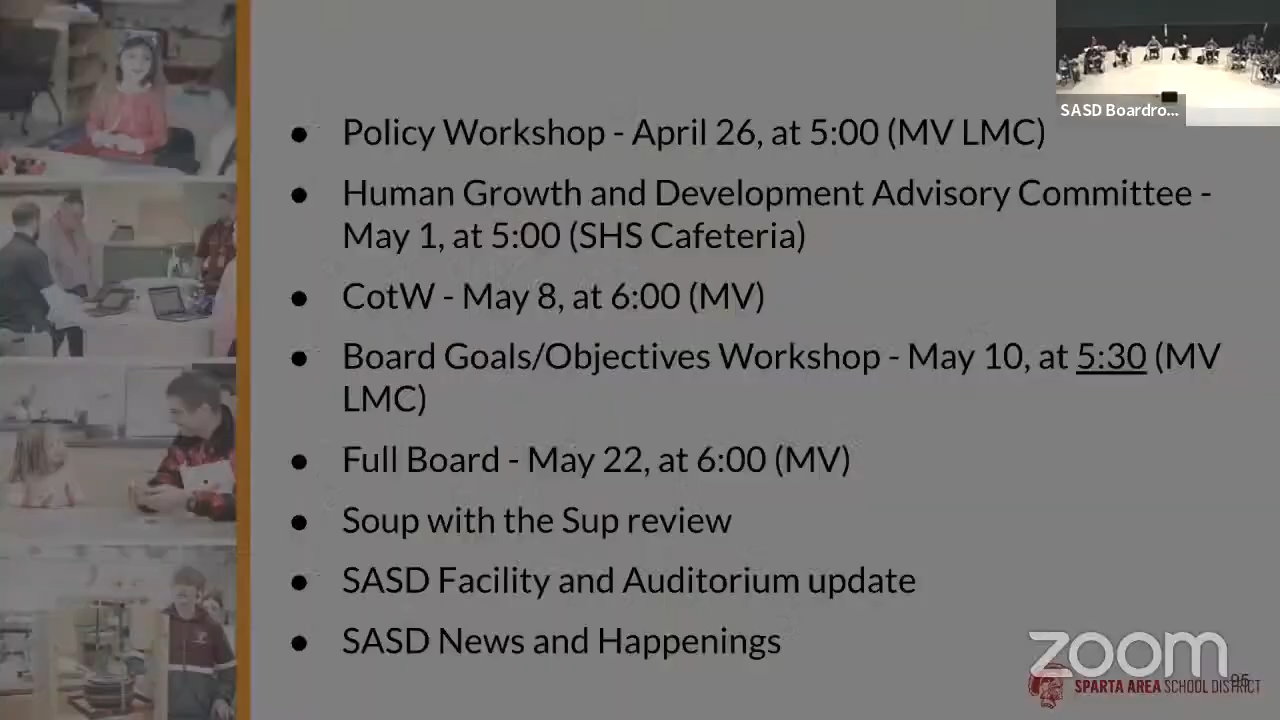 SASD Boardro...
● Policy Workshop - April 26, at 5:00 (MV LMC)
● Human Growth and Development Advisory Committee -
May 1, at 5:00 (SHS Cafeteria)
● CotW - May 8, at 6:00 (MV)
● Board Goals/Objectives Workshop - May 10, at 5:30 (MV
LMC)
● Full Board - May 22, at 6:00 (MV)
● Soup with the Sup review
● SASD Facility and Auditorium update
● SASD News and Happenings
zoom
95
SPARTA AREA SCHOOL DISTRICT